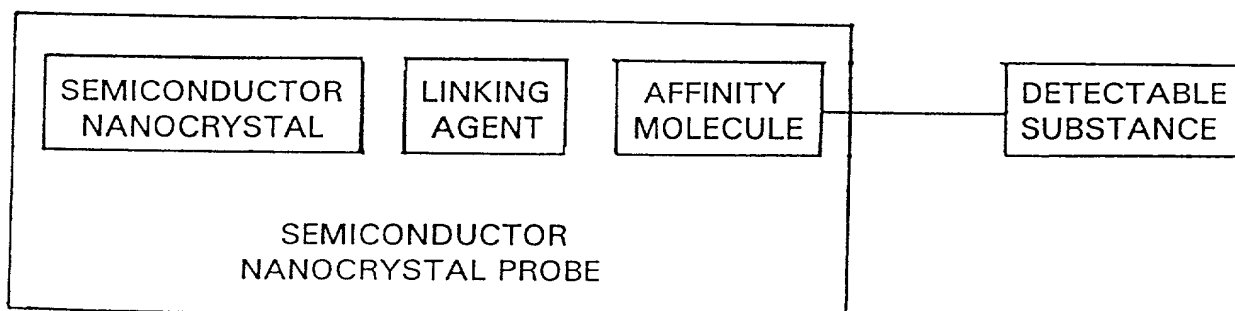 SEMICONDUCTOR
NANOCRYSTAL
LINKING
AGENT
AFFINITY
MOLECULE
DETECTABLE
SUBSTANCE
SEMICONDUCTOR
NANOCRYSTAL PROBE